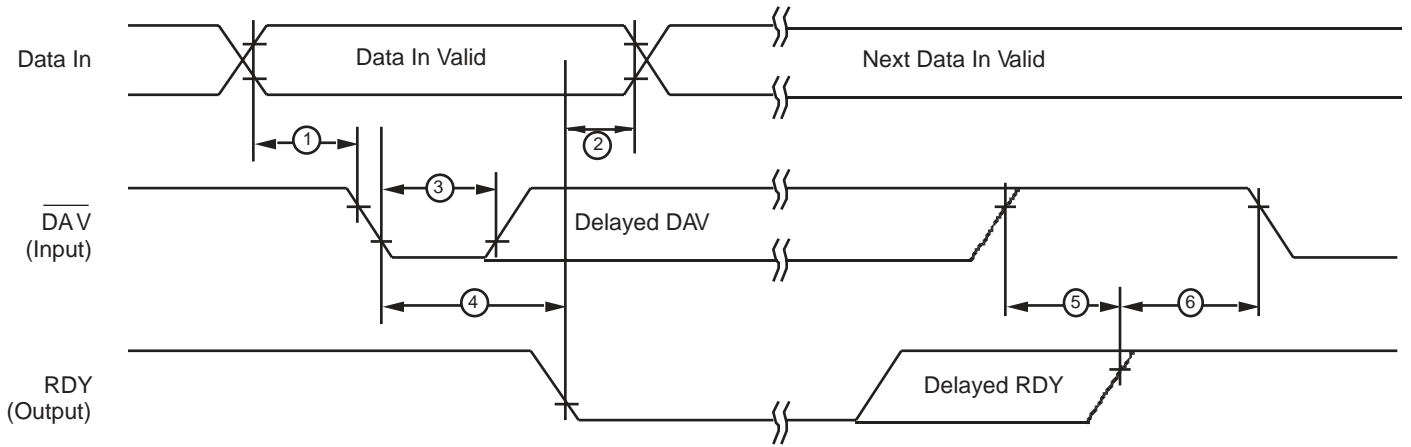 Data In
Data In Valid
Next Data In Valid
1
2
3
DAV
(Input)
Delayed DAV
4
5
6
RDY
(Output)
Delayed RDY